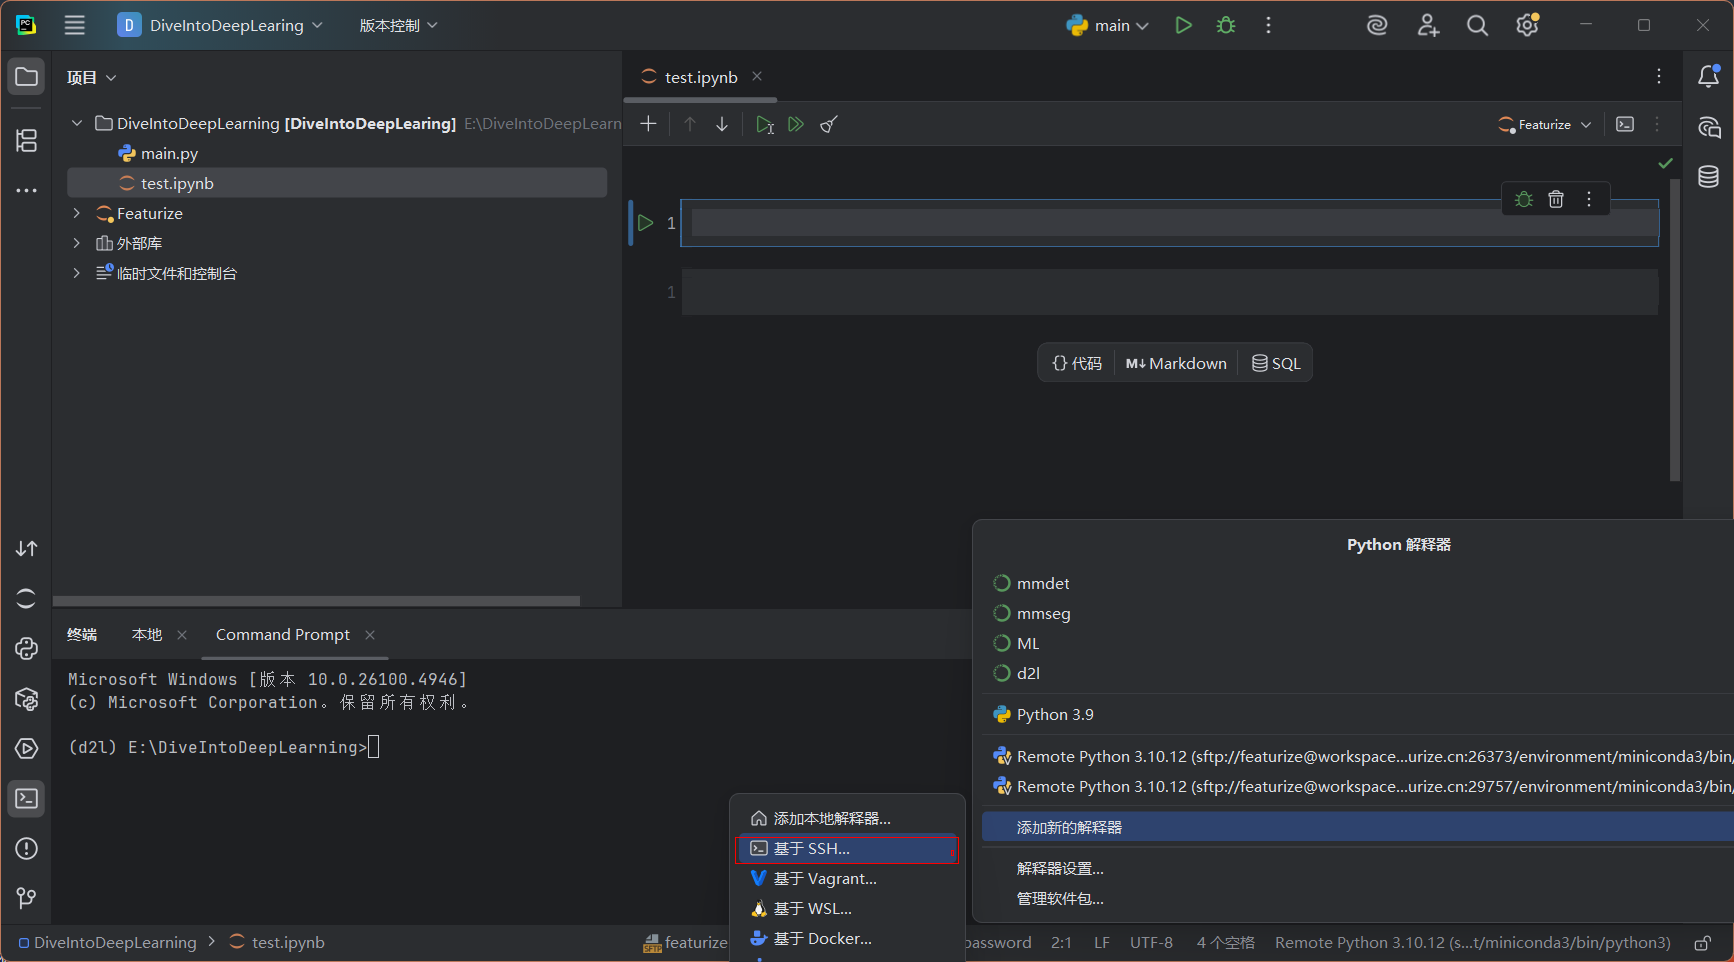 D DiveIntoDeepLearing 版本控制 main
项目
DiveIntoDeepLearning [DiveIntoDeepLearing] E:\DiveIntoDeepLearn
main.py
test.ipynb
Featurize
外部库
临时文件和控制台
test.ipynb
Featurize
1
1
{} 代码 M↓ Markdown SQL
终端 本地 Command Prompt
Microsoft Windows [版本 10.0.26100.4946]
(c) Microsoft Corporation。保留所有权利。
(d2l) E:\DiveIntoDeepLearning>
Python 解释器
mmdet
mmseg
ML
d2l
Python 3.9
Remote Python 3.10.12 (sftp://featurize@workspace...urize.cn:26373/environment/miniconda3/bin/
Remote Python 3.10.12 (sftp://featurize@workspace...urize.cn:29757/environment/miniconda3/bin/
添加新的解释器
解释器设置...
管理软件包...
添加本地解释器...
基于 SSH...
基于 Vagrant...
基于 WSL...
基于 Docker...
DiveIntoDeepLearning test.ipynb SFTP featurize password 2:1 LF UTF-8 4 个空格 Remote Python 3.10.12 (s...t/miniconda3/bin/python3)